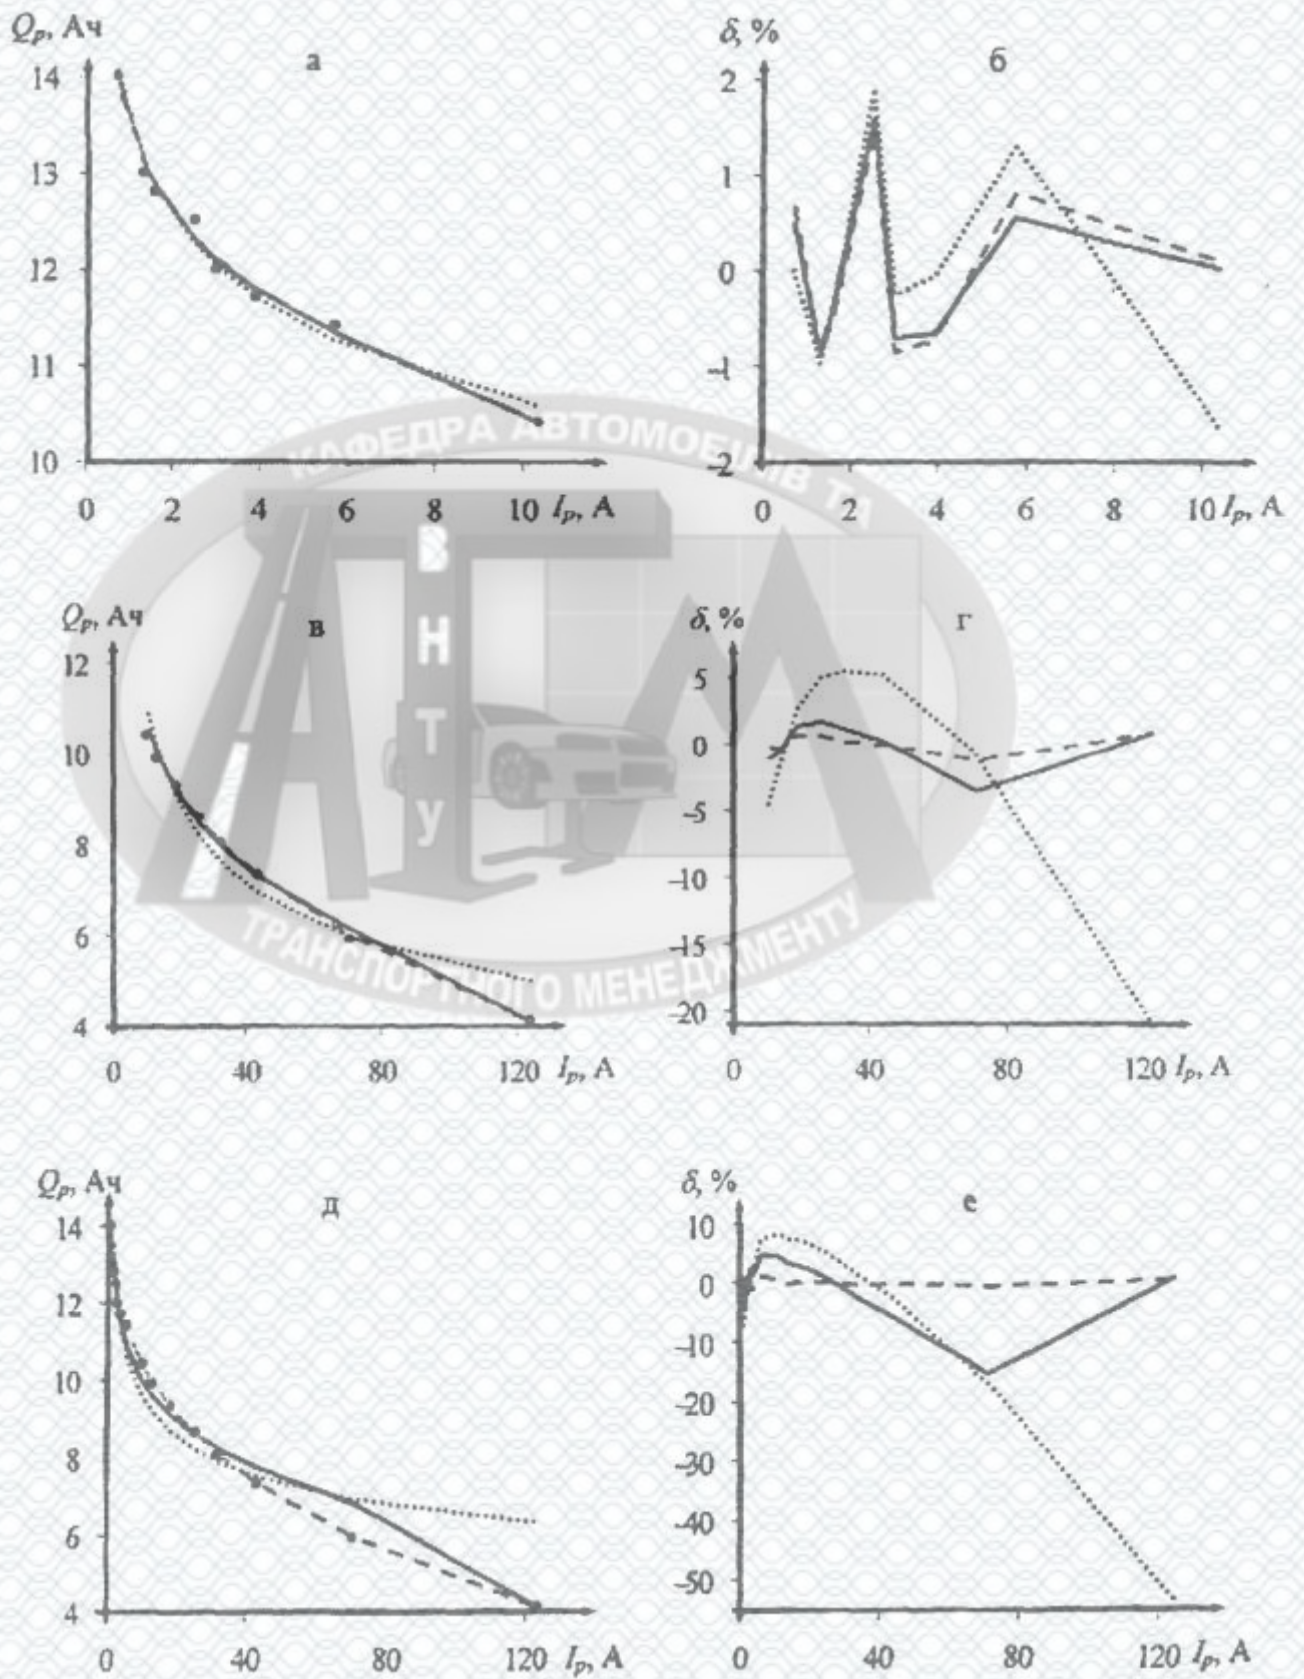 Qp, Ач
а
14
13
12
11
10
0 2 4 6 8 10 Ip, А
δ, %
б
2
1
0
-1
-2
0 2 4 6 8 10 Ip, А
КАФЕДРА АВТОМОБІЛІВ ТА
ТРАНСПОРТНОГО МЕНЕДЖМЕНТУ
В
Н
Т
У
Qp, Ач
в
12
10
8
6
4
0 40 80 120 Ip, А
δ, %
г
5
0
-5
-10
-15
-20
0 40 80 120 Ip, А
Qp, Ач
д
14
12
10
8
6
4
0 40 80 120 Ip, А
δ, %
е
10
0
-10
-20
-30
-40
-50
0 40 80 120 Ip, А